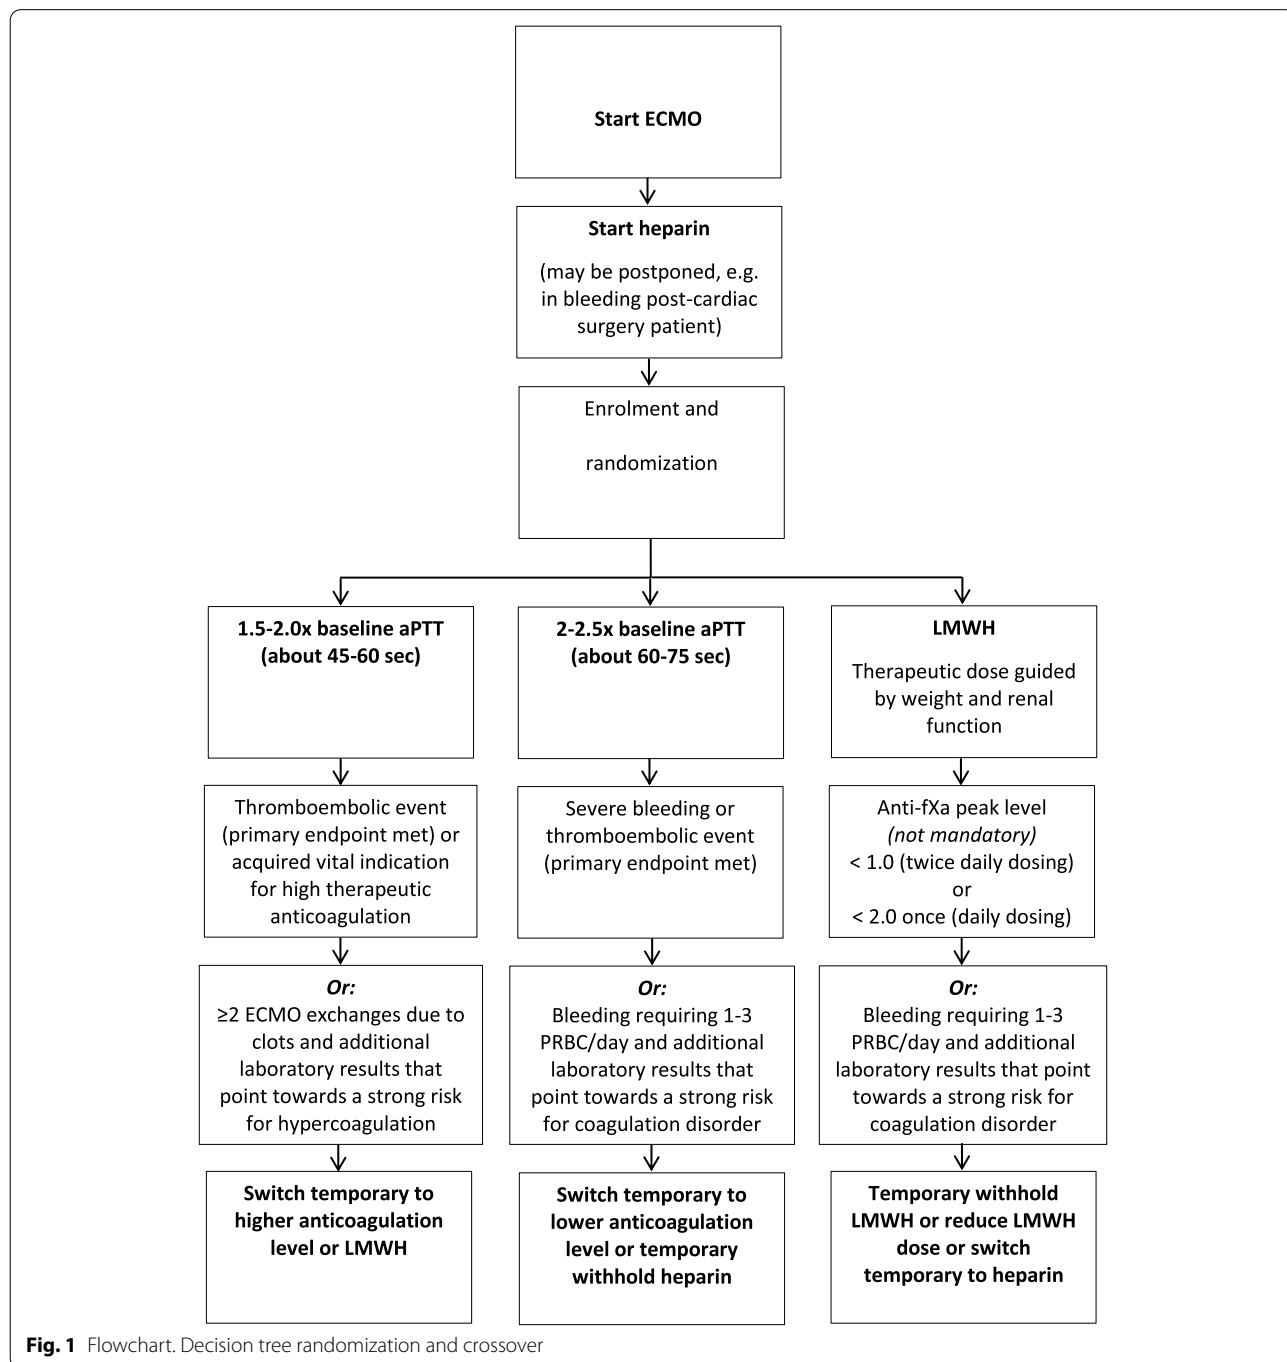 Start ECMO
Start heparin
(may be postponed, e.g.
in bleeding post-cardiac
surgery patient)
Enrolment and
randomization
1.5-2.0x baseline aPTT
(about 45-60 sec)
2-2.5x baseline aPTT
(about 60-75 sec)
LMWH
Therapeutic dose guided
by weight and renal
function
Thromboembolic event
(primary endpoint met) or
acquired vital indication
for high therapeutic
anticoagulation
Severe bleeding or
thromboembolic event
(primary endpoint met)
Anti-fXa peak level
(not mandatory)
< 1.0 (twice daily dosing)
or
< 2.0 once (daily dosing)
Or:
≥2 ECMO exchanges due to
clots and additional
laboratory results that
point towards a strong risk
for hypercoagulation
Or:
Bleeding requiring 1-3
PRBC/day and additional
laboratory results that
point towards a strong risk
for coagulation disorder
Or:
Bleeding requiring 1-3
PRBC/day and additional
laboratory results that point
towards a strong risk for
coagulation disorder
Switch temporary to
higher anticoagulation
level or LMWH
Switch temporary to
lower anticoagulation
level or temporary
withhold heparin
Temporary withhold
LMWH or reduce LMWH
dose or switch
temporary to heparin
Fig. 1 Flowchart. Decision tree randomization and crossover